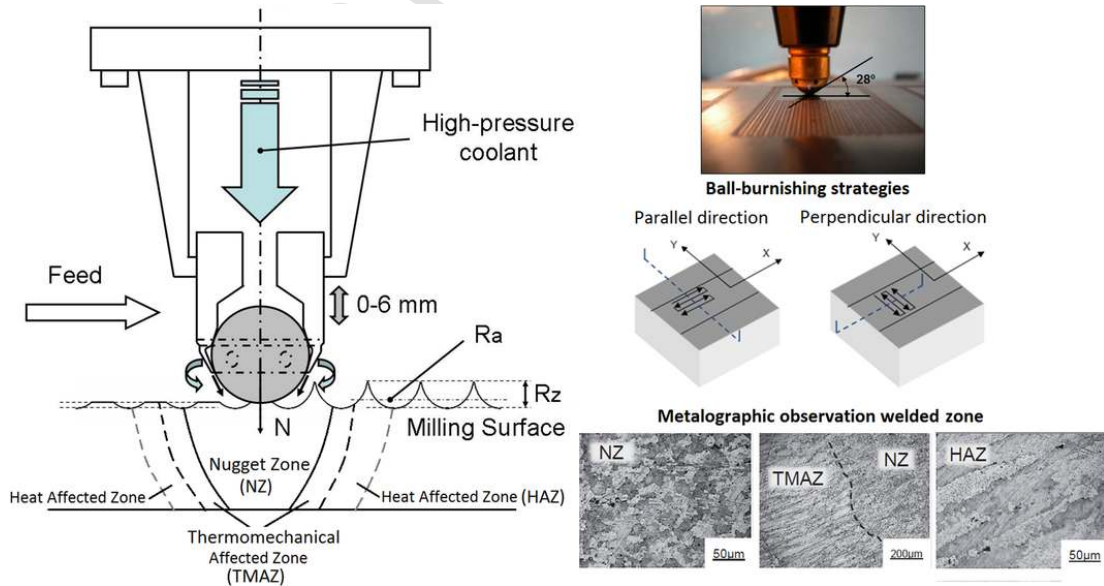 High-pressure
coolant
Feed
0-6 mm
Ra
Rz
N
Milling Surface
Nugget Zone
(NZ)
Heat Affected Zone
Heat Affected Zone (HAZ)
Thermomechanical
Affected Zone
(TMAZ)
28º
Ball-burnishing strategies
Parallel direction
Perpendicular direction
Y
X
Y
X
Metalographic observation welded zone
NZ
50µm
TMAZ
NZ
200µm
HAZ
50µm